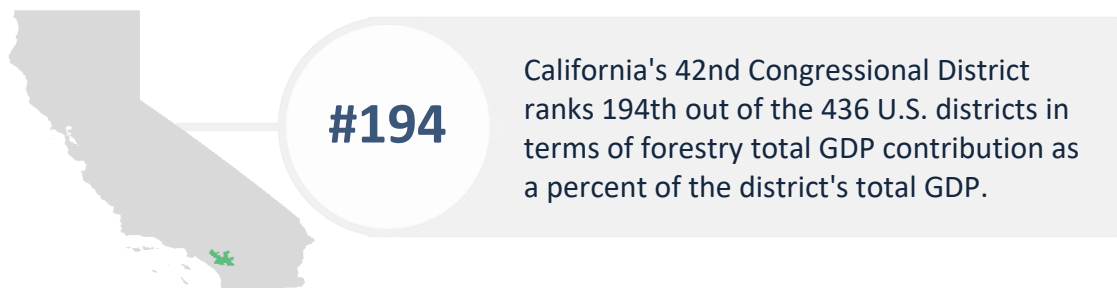 #194
California's 42nd Congressional District
ranks 194th out of the 436 U.S. districts in
terms of forestry total GDP contribution as
a percent of the district's total GDP.